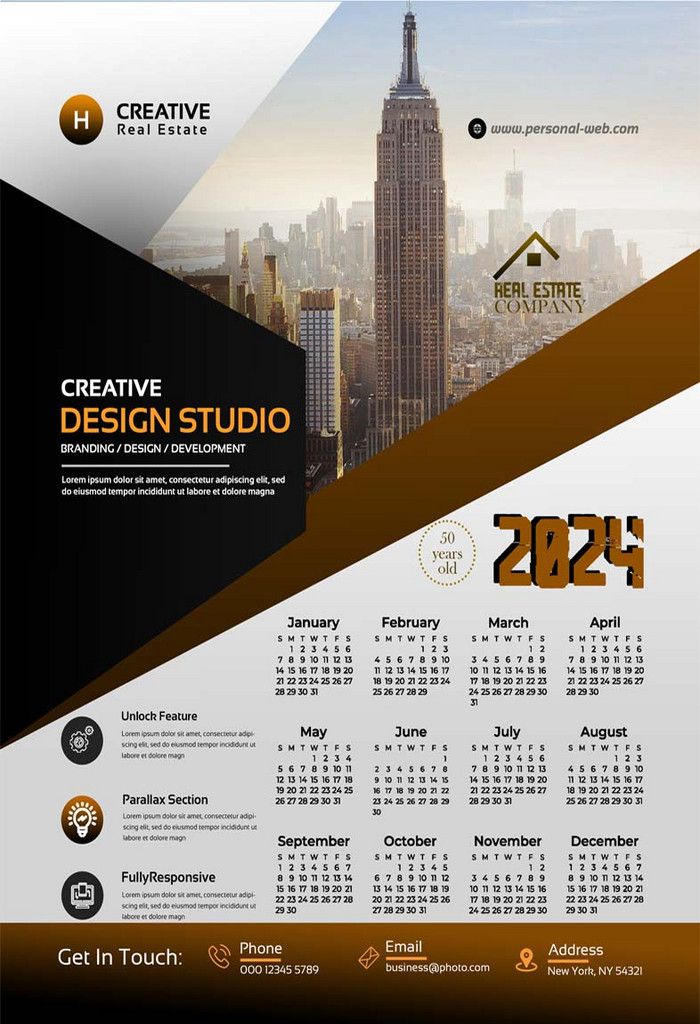 H
CREATIVE
Real Estate
www.personal-web.com
REAL ESTATE
COMPANY
CREATIVE
DESIGN STUDIO
BRANDING / DESIGN / DEVELOPMENT
Lorem ipsum dolor sit amet, consectetur adipiscing elit, sed
do eiusmod tempor incididunt ut labore et dolore magna
50
years
old
2024
January
S M T W T F S
1 2 3 4 5 6
7 8 9 10 11 12 13
14 15 16 17 18 19 20
21 22 23 24 25 26 27
28 29 30 31
February
S M T W T F S
1 2 3
4 5 6 7 8 9 10
11 12 13 14 15 16 17
18 19 20 21 22 23 24
25 26 27 28 29
March
S M T W T F S
1 2
3 4 5 6 7 8 9
10 11 12 13 14 15 16
17 18 19 20 21 22 23
24 25 26 27 28 29 30
31
April
S M T W T F S
1 2 3 4 5 6
7 8 9 10 11 12 13
14 15 16 17 18 19 20
21 22 23 24 25 26 27
28 29 30
May
S M T W T F S
1 2 3 4
5 6 7 8 9 10 11
12 13 14 15 16 17 18
19 20 21 22 23 24 25
26 27 28 29 30 31
June
S M T W T F S
1
2 3 4 5 6 7 8
9 10 11 12 13 14 15
16 17 18 19 20 21 22
23 24 25 26 27 28 29
30
July
S M T W T F S
1 2 3 4 5 6
7 8 9 10 11 12 13
14 15 16 17 18 19 20
21 22 23 24 25 26 27
28 29 30 31
August
S M T W T F S
1 2 3
4 5 6 7 8 9 10
11 12 13 14 15 16 17
18 19 20 21 22 23 24
25 26 27 28 29 30 31
September
S M T W T F S
1 2 3 4 5 6 7
8 9 10 11 12 13 14
15 16 17 18 19 20 21
22 23 24 25 26 27 28
29 30
October
S M T W T F S
1 2 3 4 5
6 7 8 9 10 11 12
13 14 15 16 17 18 19
20 21 22 23 24 25 26
27 28 29 30 31
November
S M T W T F S
1 2
3 4 5 6 7 8 9
10 11 12 13 14 15 16
17 18 19 20 21 22 23
24 25 26 27 28 29 30
December
S M T W T F S
1 2 3 4 5 6 7
8 9 10 11 12 13 14
15 16 17 18 19 20 21
22 23 24 25 26 27 28
29 30 31
Unlock Feature
Lorem ipsum dolor sit amet, consectetur adipi-
scing elit, sed do eiusmod tempor incididunt ut
labore et dolore magn
Parallax Section
Lorem ipsum dolor sit amet, consectetur adipi-
scing elit, sed do eiusmod tempor incididunt ut
labore et dolore magn
FullyResponsive
Lorem ipsum dolor sit amet, consectetur adipi-
scing elit, sed do eiusmod tempor incididunt ut
labore et dolore magn
Get In Touch:
Phone
000 12345 5789
Email
business@photo.com
Address
New York, NY 54321